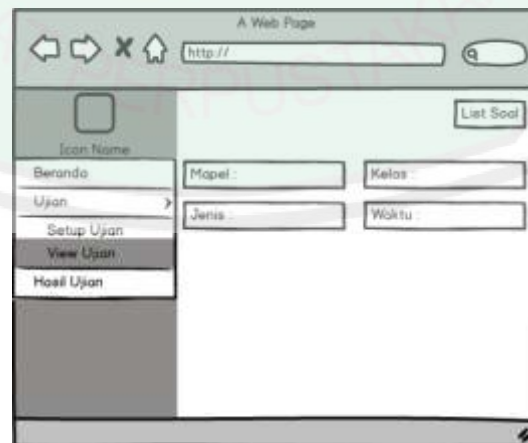 PERPUSTAKA
A Web Page
http://
List Soal
Icon Name
Beranda
Mapel :
Kelas :
Ujian
Jenis :
Waktu :
Setup Ujian
View Ujian
Hasil Ujian